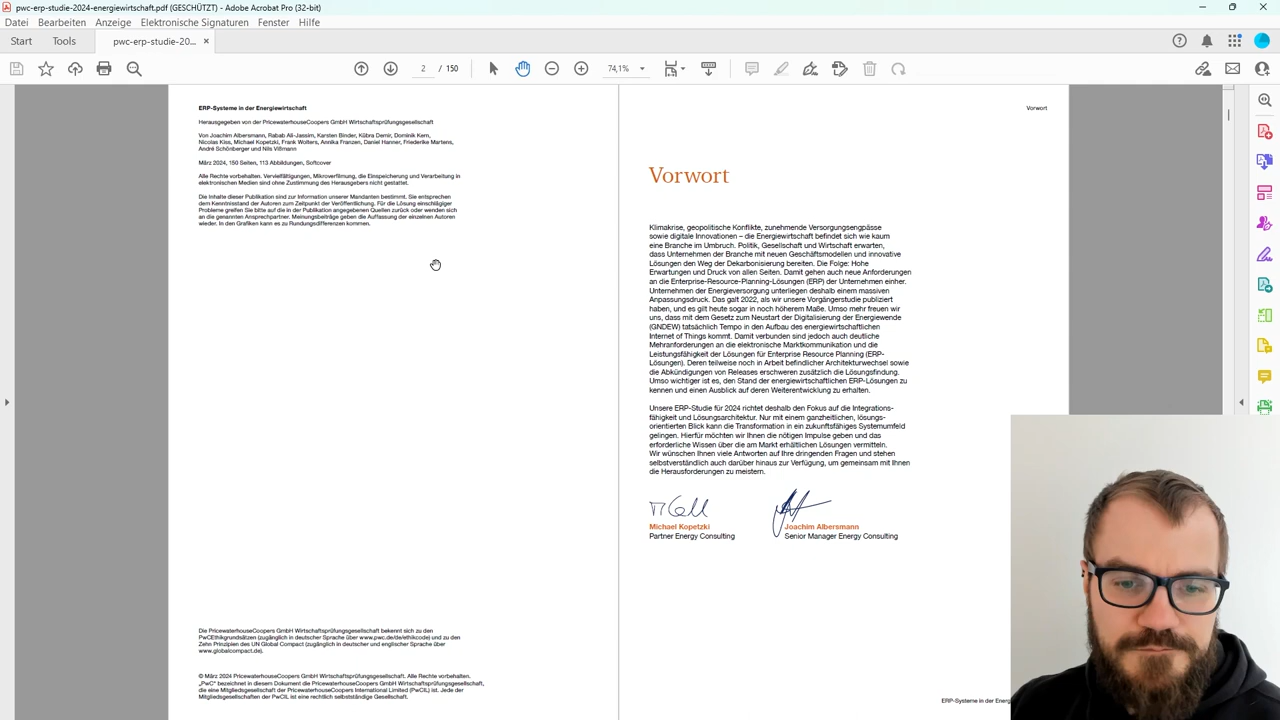 pwc-erp-studie-2024-energiewirtschaft.pdf (GESCHÜTZT) - Adobe Acrobat Pro (32-bit)
Datei Bearbeiten Anzeige Elektronische Signaturen Fenster Hilfe
Start Tools pwc-erp-studie-20...
2 / 150 74,1%
ERP-Systeme in der Energiewirtschaft
Herausgegeben von der PricewaterhouseCoopers GmbH Wirtschaftsprüfungsgesellschaft
Von Joachim Albersmann, Rabab Ali-Jassim, Karsten Binder, Kübra Demir, Dominik Kern,
Nicolas Kiss, Michael Kopetzki, Frank Wolters, Annika Franzen, Daniel Hanner, Friederike Martens,
André Schönberger und Nils Vißmann
März 2024, 150 Seiten, 113 Abbildungen, Softcover
Alle Rechte vorbehalten. Vervielfältigungen, Mikroverfilmung, die Einspeicherung und Verarbeitung in
elektronischen Medien sind ohne Zustimmung des Herausgebers nicht gestattet.
Die Inhalte dieser Publikation sind zur Information unserer Mandanten bestimmt. Sie entsprechen
dem Kenntnisstand der Autoren zum Zeitpunkt der Veröffentlichung. Für die Lösung einschlägiger
Probleme greifen Sie bitte auf die in der Publikation angegebenen Quellen zurück oder wenden sich
an die genannten Ansprechpartner. Meinungsbeiträge geben die Auffassung der einzelnen Autoren
wieder. In den Grafiken kann es zu Rundungsdifferenzen kommen.
Die PricewaterhouseCoopers GmbH Wirtschaftsprüfungsgesellschaft bekennt sich zu den
PwCEthikgrundsätzen (zugänglich in deutscher Sprache über www.pwc.de/de/ethikcode) und zu den
Zehn Prinzipien des UN Global Compact (zugänglich in deutscher und englischer Sprache über
www.globalcompact.de).
© März 2024 PricewaterhouseCoopers GmbH Wirtschaftsprüfungsgesellschaft. Alle Rechte vorbehalten.
„PwC" bezeichnet in diesem Dokument die PricewaterhouseCoopers GmbH Wirtschaftsprüfungsgesellschaft,
die eine Mitgliedsgesellschaft der PricewaterhouseCoopers International Limited (PwCIL) ist. Jede der
Mitgliedsgesellschaften der PwCIL ist eine rechtlich selbstständige Gesellschaft.
Vorwort
Vorwort
Klimakrise, geopolitische Konflikte, zunehmende Versorgungsengpässe
sowie digitale Innovationen – die Energiewirtschaft befindet sich wie kaum
eine Branche im Umbruch. Politik, Gesellschaft und Wirtschaft erwarten,
dass Unternehmen der Branche mit neuen Geschäftsmodellen und innovative
Lösungen den Weg der Dekarbonisierung bereiten. Die Folge: Hohe
Erwartungen und Druck von allen Seiten. Damit gehen auch neue Anforderungen
an die Enterprise-Resource-Planning-Lösungen (ERP) der Unternehmen einher.
Unternehmen der Energieversorgung unterliegen deshalb einem massiven
Anpassungsdruck. Das galt 2022, als wir unsere Vorgängerstudie publiziert
haben, und es gilt heute sogar in noch höherem Maße. Umso mehr freuen wir
uns, dass mit dem Gesetz zum Neustart der Digitalisierung der Energiewende
(GNDEW) tatsächlich Tempo in den Aufbau des energiewirtschaftlichen
Internet of Things kommt. Damit verbunden sind jedoch auch deutliche
Mehranforderungen an die elektronische Marktkommunikation und die
Leistungsfähigkeit der Lösungen für Enterprise Resource Planning (ERP-
Lösungen). Deren teilweise noch in Arbeit befindlicher Architekturwechsel sowie
die Abkündigungen von Releases erschweren zusätzlich die Lösungsfindung.
Umso wichtiger ist es, den Stand der energiewirtschaftlichen ERP-Lösungen zu
kennen und einen Ausblick auf deren Weiterentwicklung zu erhalten.
Unsere ERP-Studie für 2024 richtet deshalb den Fokus auf die Integrations-
fähigkeit und Lösungsarchitektur. Nur mit einem ganzheitlichen, lösungs-
orientierten Blick kann die Transformation in ein zukunftsfähiges Systemumfeld
gelingen. Hierfür möchten wir Ihnen die nötigen Impulse geben und das
erforderliche Wissen über die am Markt erhältlichen Lösungen vermitteln.
Wir wünschen Ihnen viele Antworten auf Ihre dringenden Fragen und stehen
selbstverständlich auch darüber hinaus zur Verfügung, um gemeinsam mit Ihnen
die Herausforderungen zu meistern.
Michael Kopetzki
Partner Energy Consulting
Joachim Albersmann
Senior Manager Energy Consulting
ERP-Systeme in der Energ